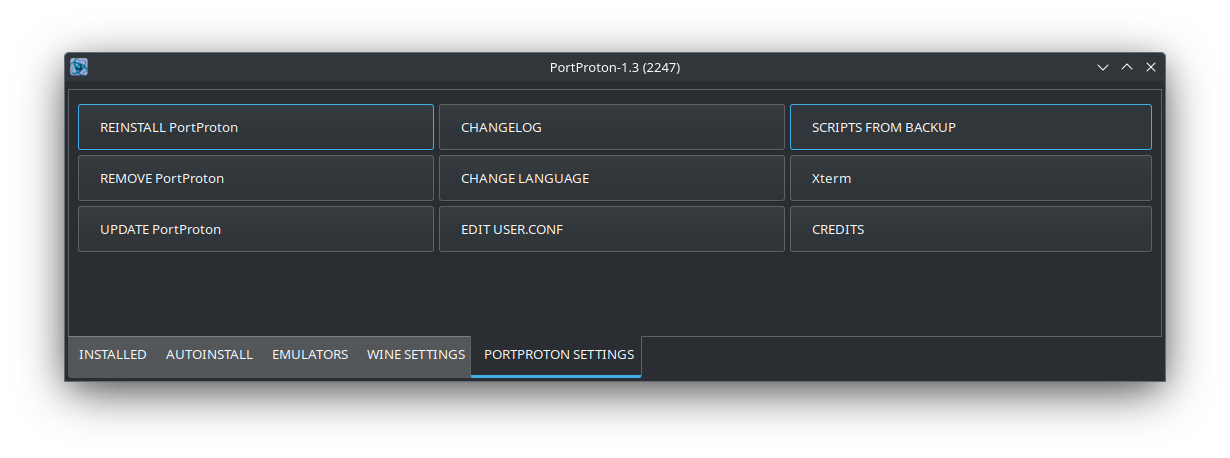 PortProton-1.3 (2247)
REINSTALL PortProton
CHANGELOG
SCRIPTS FROM BACKUP
REMOVE PortProton
CHANGE LANGUAGE
Xterm
UPDATE PortProton
EDIT USER.CONF
CREDITS
INSTALLED
AUTOINSTALL
EMULATORS
WINE SETTINGS
PORTPROTON SETTINGS